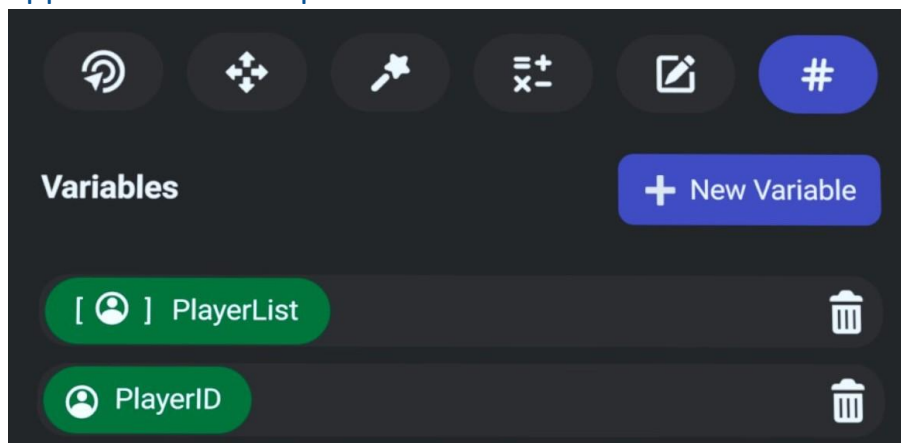 #
Variables
+ New Variable
[ ] PlayerList
PlayerID